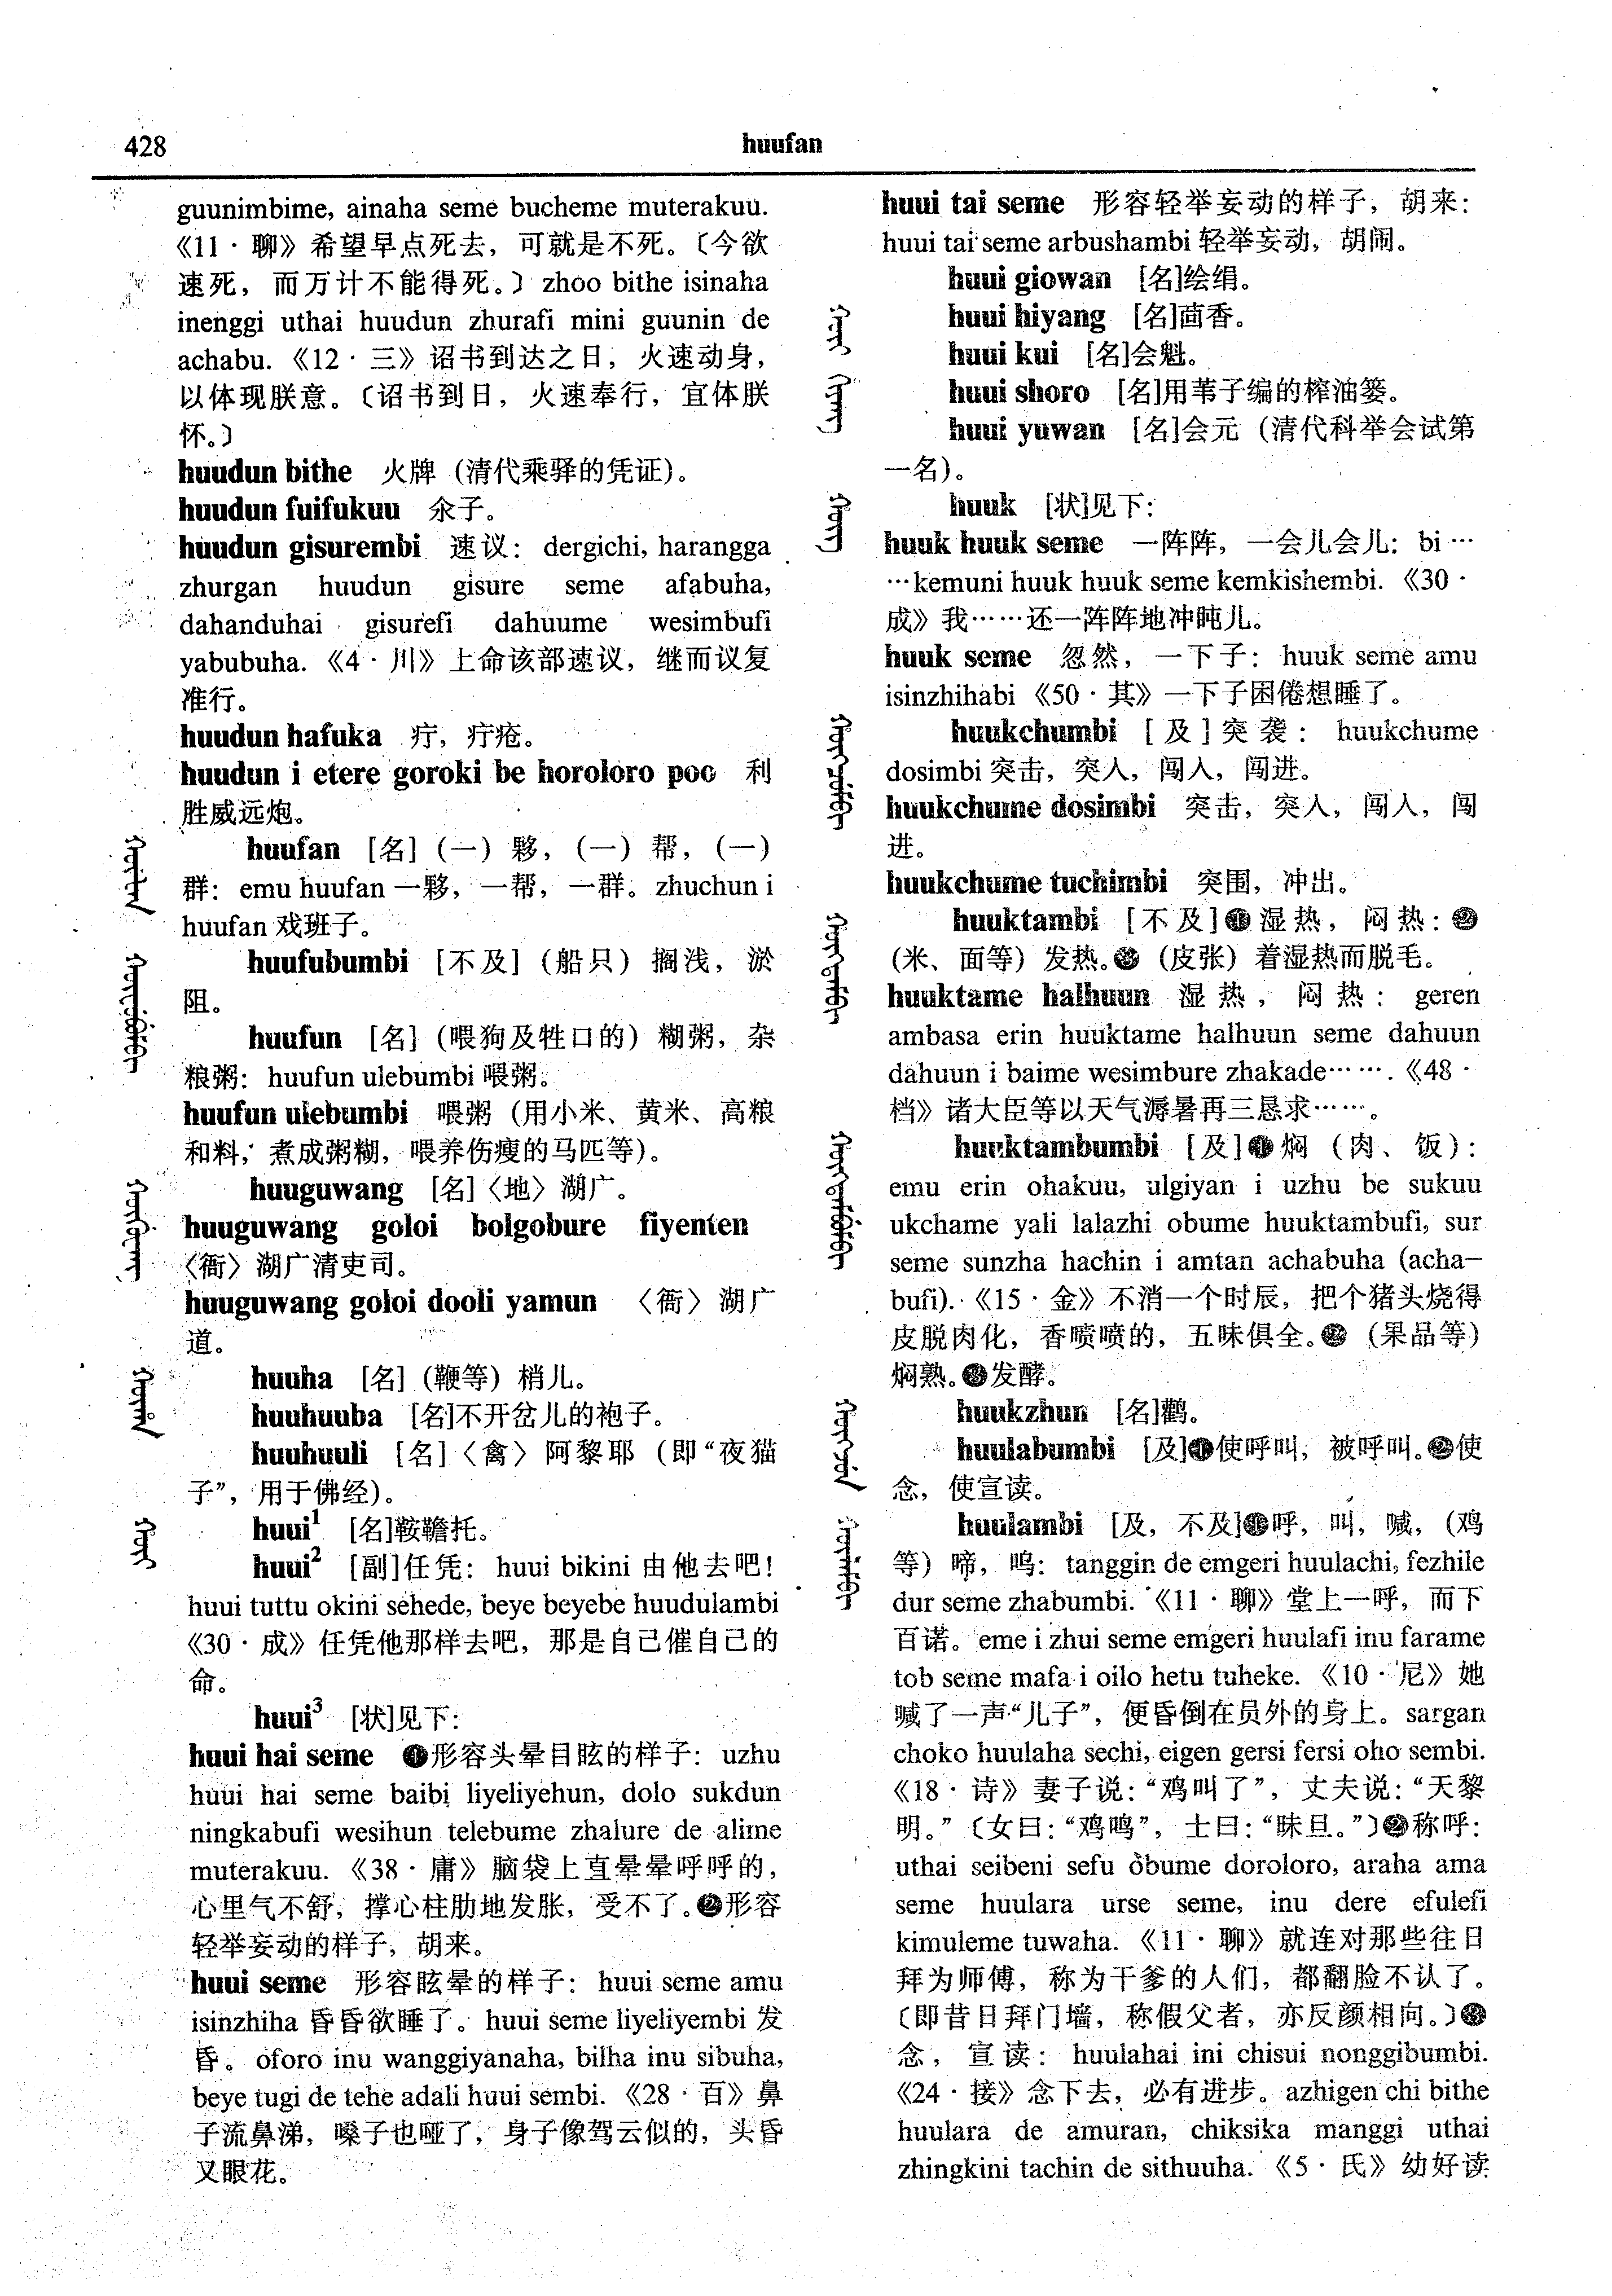 428
huufan
guunimbime, ainaha seme bucheme muterakuu.
《11·聊》希望早点死去，可就是不死。〔今欲
速死，而万计不能得死。〕zhoo bithe isinaha
inenggi uthai huudun zhurafi mini guunin de
achabu.《12·三》诏书到达之日，火速动身，
以体现朕意。〔诏书到日，火速奉行，宜体朕
怀。〕
huudun bithe 火牌（清代乘驿的凭证）。
huudun fuifukuu 汆子。
huudun gisurembi 速议：dergichi, harangga
zhurgan huudun gisure seme afabuha,
dahanduhai gisurefi dahuume wesimbufi
yabubuha.《4·川》上命该部速议，继而议复
准行。
huudun hafuka 疔，疔疮。
huudun i etere goroki be horoloro poo 利
胜威远炮。
huufan [名]（一）夥，（一）帮，（一）
群：emu huufan 一夥，一帮，一群。zhuchun i
huufan 戏班子。
huufubumbi [不及]（船只）搁浅，淤
阻。
huufun [名]（喂狗及牲口的）糊粥，杂
粮粥：huufun ulebumbi 喂粥。
huufun ulebumbi 喂粥（用小米、黄米、高粮
和料，煮成粥糊，喂养伤瘦的马匹等）。
huuguwang [名]〈地〉湖广。
huuguwang goloi bolgobure fiyenten
〈衙〉湖广清吏司。
huuguwang goloi dooli yamun 〈衙〉湖广
道。
huuha [名]（鞭等）梢儿。
huuhuuba [名]不开岔儿的袍子。
huuhuuli [名]〈禽〉阿黎耶（即“夜猫
子”，用于佛经）。
huui¹ [名]鞍韂托。
huui² [副]任凭：huui bikini 由他去吧！
huui tuttu okini sehede, beye beyebe huudulambi
《30·成》任凭他那样去吧，那是自己催自己的
命。
huui³ [状]见下：
huui hai seme ❶形容头晕目眩的样子：uzhu
huui hai seme baibi liyeliyehun, dolo sukdun
ningkabufi wesihun telebume zhalure de alime
muterakuu.《38·庸》脑袋上直晕晕呼呼的，
心里气不舒，撑心柱肋地发胀，受不了。❷形容
轻举妄动的样子，胡来。
huui seme 形容眩晕的样子：huui seme amu
isinzhiha 昏昏欲睡了。huui seme liyeliyembi 发
昏。oforo inu wanggiyanaha, bilha inu sibuha,
beye tugi de tehe adali huui sembi.《28·百》鼻
子流鼻涕，嗓子也哑了，身子像驾云似的，头昏
又眼花。
huui tai seme 形容轻举妄动的样子，胡来：
huui tai seme arbushambi 轻举妄动，胡闹。
huui giowan [名]绘绢。
huui hiyang [名]茴香。
huui kui [名]会魁。
huui shoro [名]用苇子编的榨油篓。
huui yuwan [名]会元（清代科举会试第
一名）。
huuk [状]见下：
huuk huuk seme 一阵阵，一会儿会儿：bi …
…kemuni huuk huuk seme kemkishembi.《30·
成》我……还一阵阵地冲盹儿。
huuk seme 忽然，一下子：huuk seme amu
isinzhihabi《50·其》一下子困倦想睡了。
huukchumbi [及]突袭：huukchume
dosimbi 突击，突入，闯入，闯进。
huukchume dosimbi 突击，突入，闯入，闯
进。
huukchume tuchimbi 突围，冲出。
huuktambi [不及]❶湿热，闷热：❷
（米、面等）发热。❸（皮张）着湿热而脱毛。
huuktame halhuun 湿热，闷热：geren
ambasa erin huuktame halhuun seme dahuun
dahuun i baime wesimbure zhakade…….《48·
档》诸大臣等以天气溽暑再三恳求……。
huuktambumbi [及]❶焖（肉、饭）：
emu erin ohakuu, ulgiyan i uzhu be sukuu
ukchame yali lalazhi obume huuktambufi, sur
seme sunzha hachin i amtan achabuha (acha-
bufi).《15·金》不消一个时辰，把个猪头烧得
皮脱肉化，香喷喷的，五味俱全。❷（果品等）
焖熟。❸发酵。
huukzhun [名]鹳。
huulabumbi [及]❶使呼叫，被呼叫。❷使
念，使宣读。
huulambi [及，不及]❶呼，叫，喊，（鸡
等）啼，鸣：tanggin de emgeri huulachi, fezhile
dur seme zhabumbi.《11·聊》堂上一呼，而下
百诺。eme i zhui seme emgeri huulafi inu farame
tob seme mafa i oilo hetu tuheke.《10·尼》她
喊了一声“儿子”，便昏倒在员外的身上。sargan
choko huulaha sechi, eigen gersi fersi oho sembi.
《18·诗》妻子说：“鸡叫了”，丈夫说：“天黎
明。”〔女曰：“鸡鸣”，士曰：“昧旦。”〕❷称呼：
uthai seibeni sefu obume doroloro, araha ama
seme huulara urse seme, inu dere efulefi
kimuleme tuwaha.《11·聊》就连对那些往日
拜为师傅，称为干爹的人们，都翻脸不认了。
〔即昔日拜门墙，称假父者，亦反颜相向。〕❸
念，宣读：huulahai ini chisui nonggibumbi.
《24·接》念下去，必有进步。azhigen chi bithe
huulara de amuran, chiksika manggi uthai
zhingkini tachin de sithuuha.《5·氏》幼好读